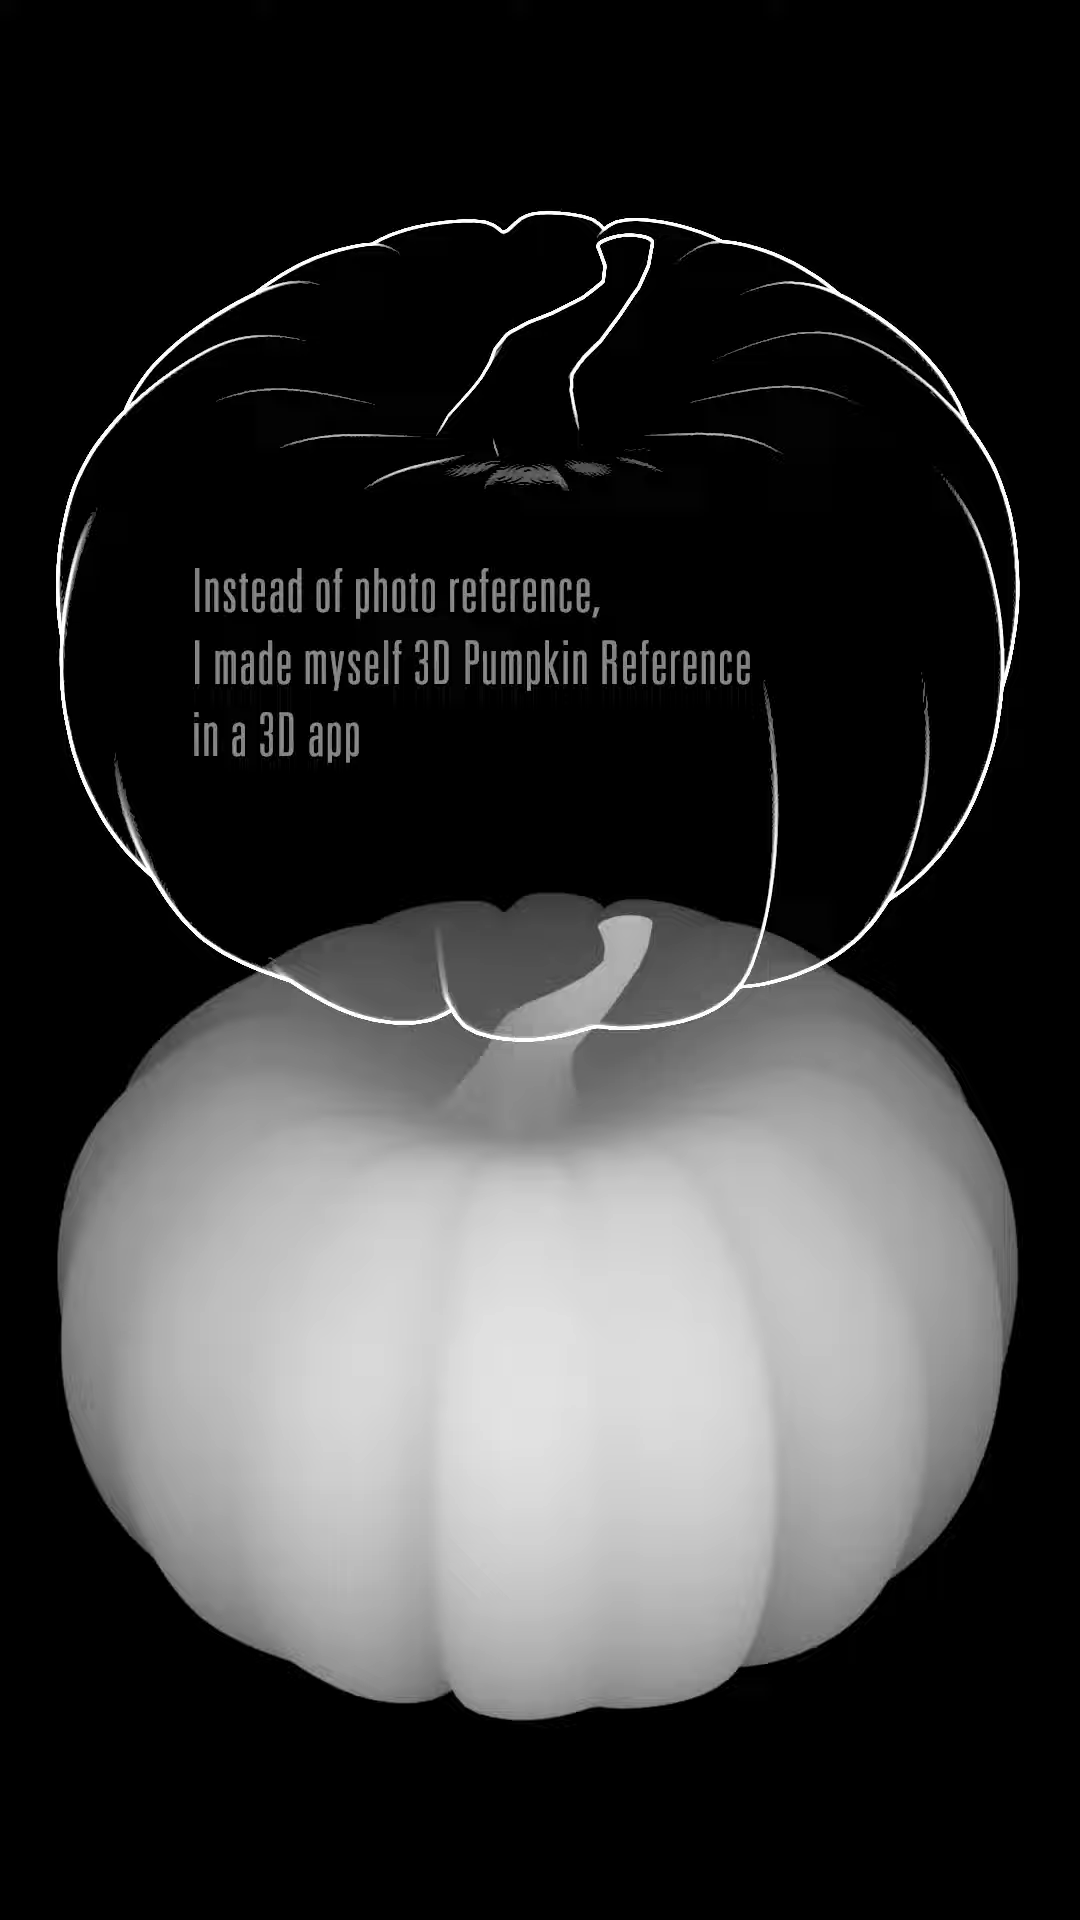 Instead of photo reference,
I made myself 3D Pumpkin Reference
in a 3D app